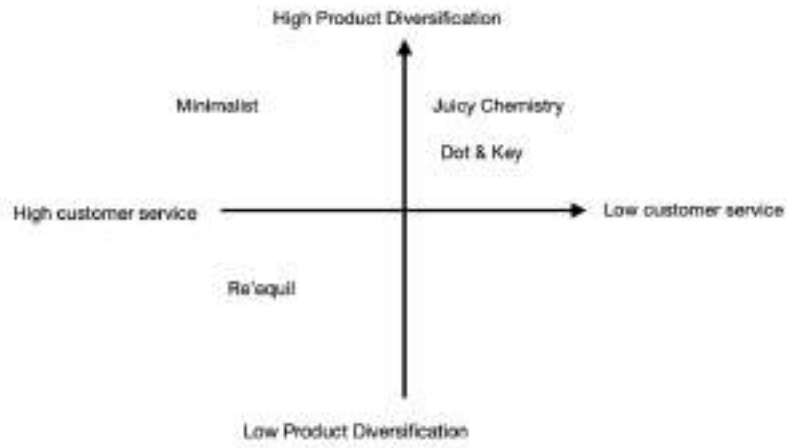 High Product Diversification
Minimalist
Juicy Chemistry
Dot & Key
High customer service
Low customer service
Re'equil
Low Product Diversification